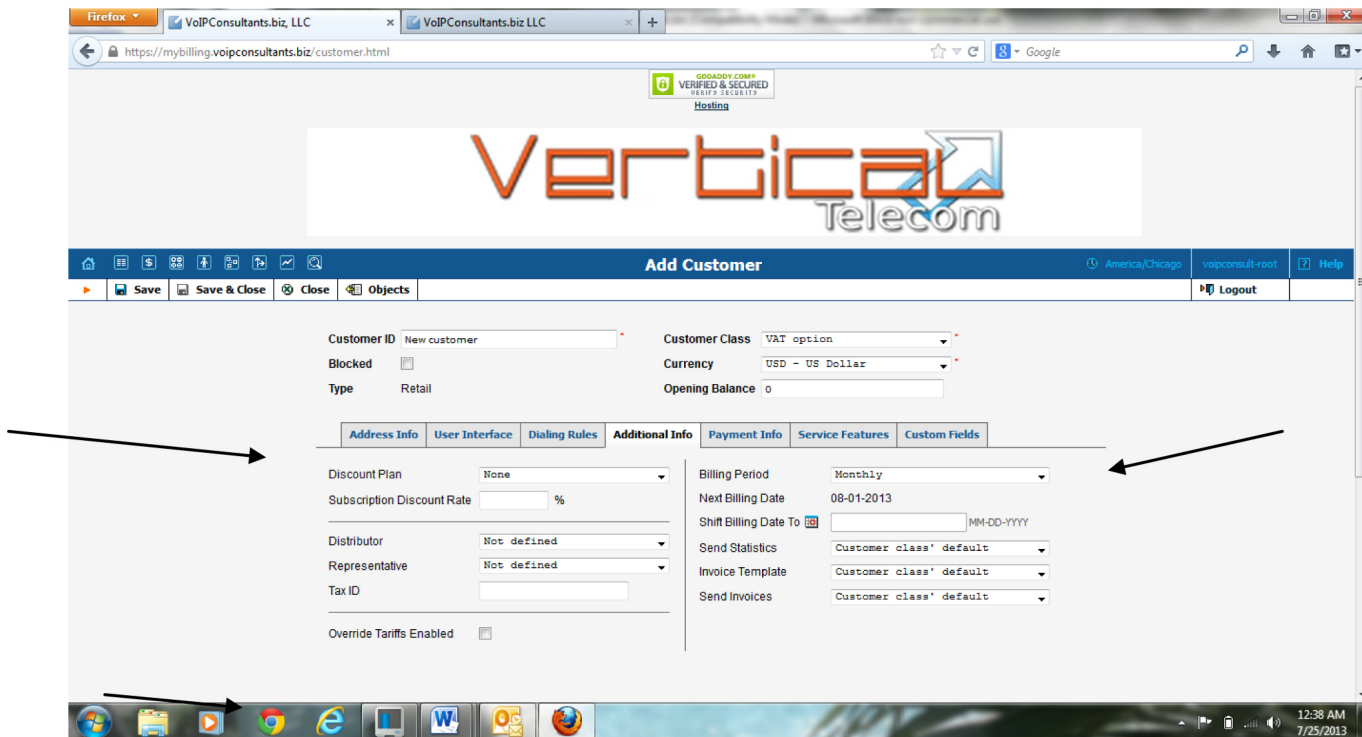 Firefox
VoIPConsultants.biz, LLC
VoIPConsultants.biz LLC
https://mybilling.voipconsultants.biz/customer.html
Google
GODADDY.COM®
VERIFIED & SECURED
VERIFY SECURITY
Hosting
Vertical
Telecom
Add Customer
America/Chicago
voipconsult-root
Help
Save
Save & Close
Close
Objects
Logout
Customer ID New customer * Customer Class VAT option *
Blocked Currency USD - US Dollar *
Type Retail Opening Balance 0
Address Info User Interface Dialing Rules Additional Info Payment Info Service Features Custom Fields
Discount Plan None
Subscription Discount Rate %
Distributor Not defined
Representative Not defined
Tax ID
Override Tariffs Enabled
Billing Period Monthly
Next Billing Date 08-01-2013
Shift Billing Date To MM-DD-YYYY
Send Statistics Customer class' default
Invoice Template Customer class' default
Send Invoices Customer class' default
12:38 AM
7/25/2013